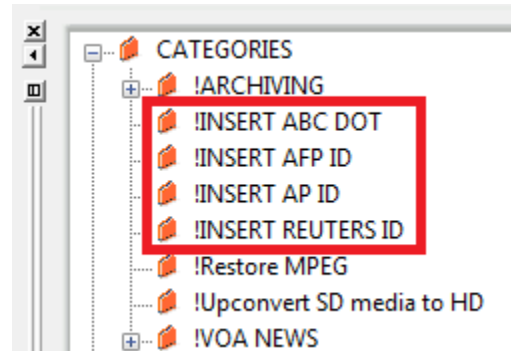 CATEGORIES
!ARCHIVING
!INSERT ABC DOT
!INSERT AFP ID
!INSERT AP ID
!INSERT REUTERS ID
!Restore MPEG
!Upconvert SD media to HD
!VOA NEWS